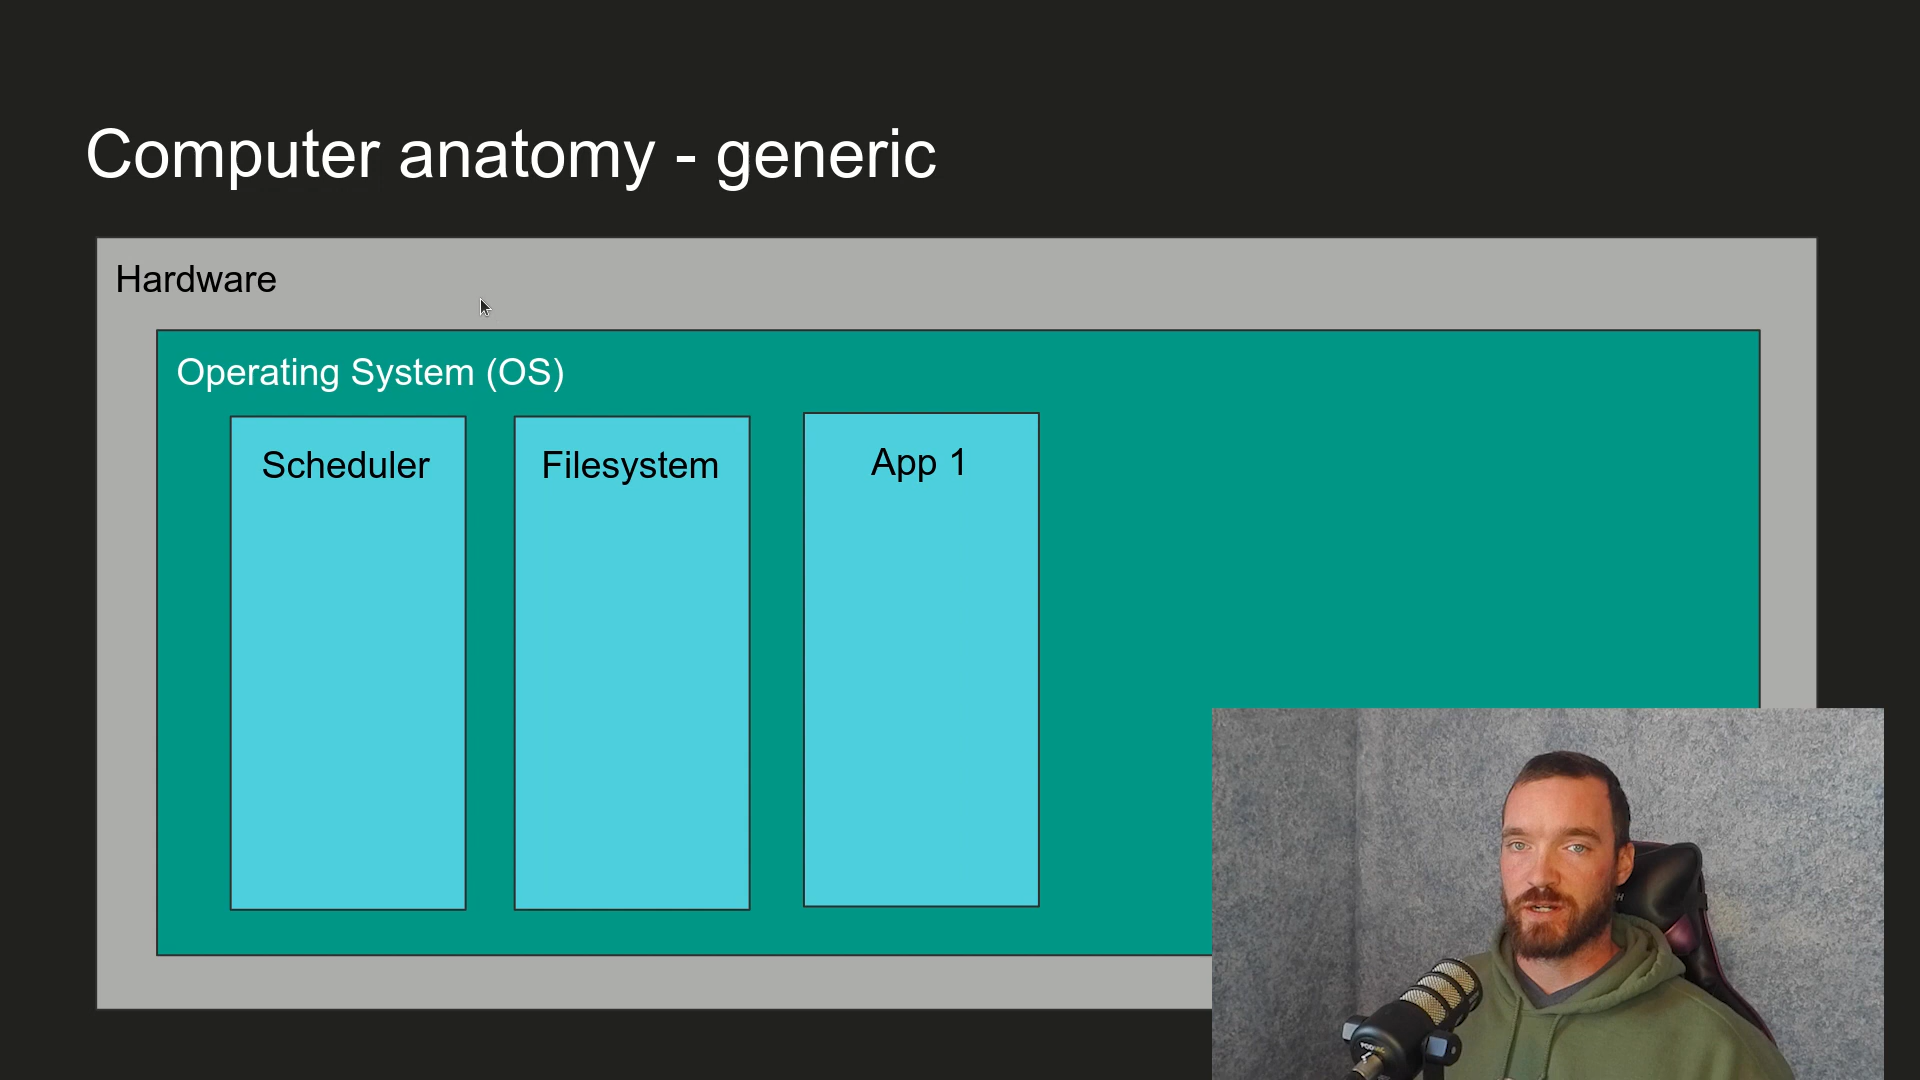 Computer anatomy - generic
Hardware
Operating System (OS)
Scheduler
Filesystem
App 1